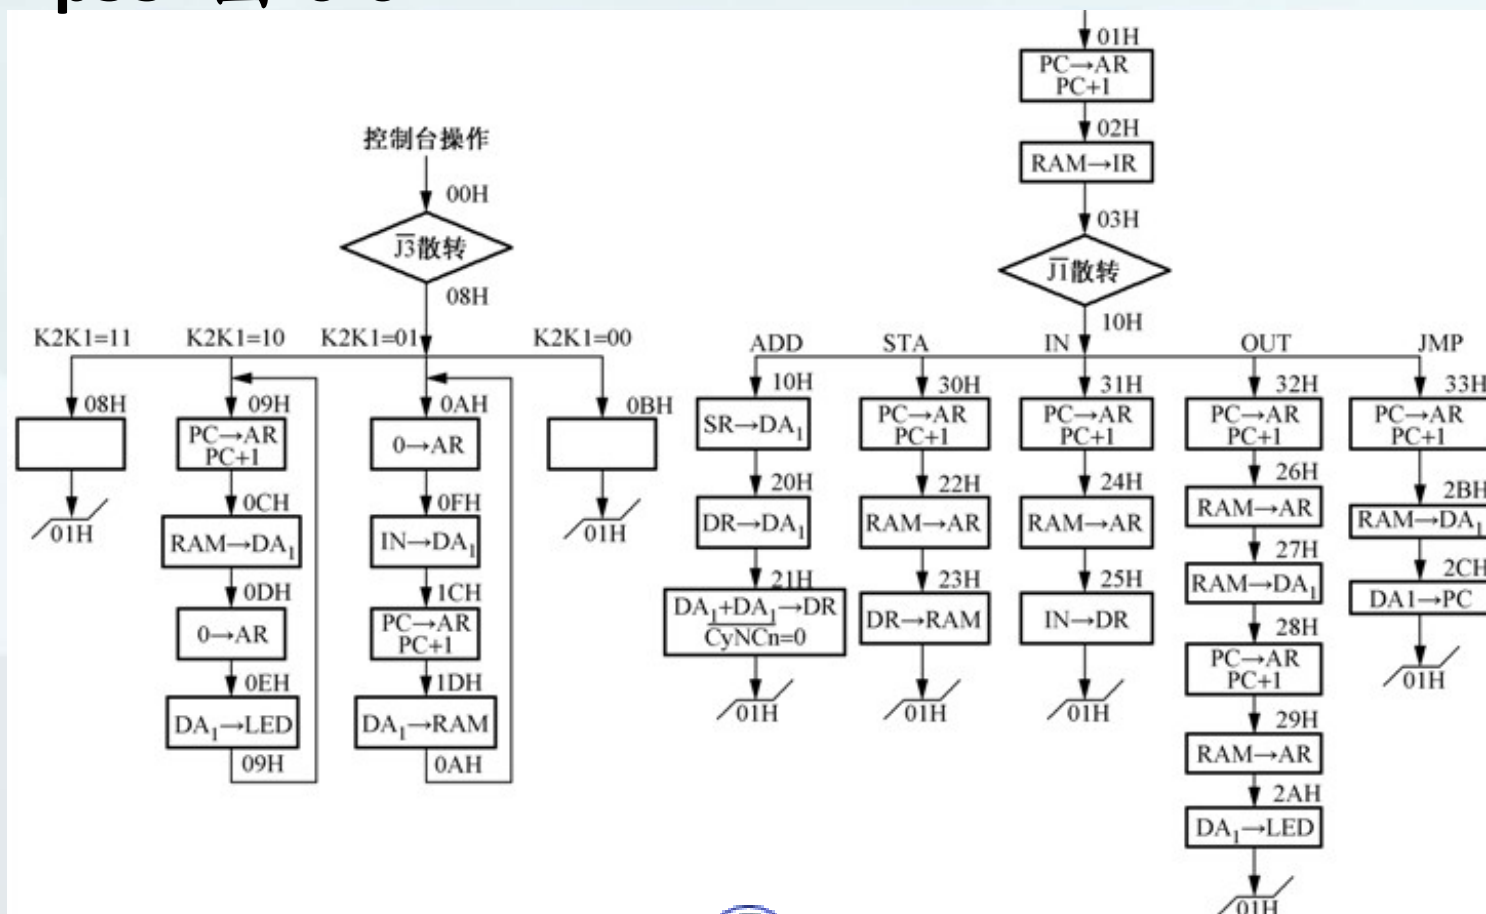 控制台操作
00H
J3散转
08H
K2K1=11
K2K1=10
K2K1=01
K2K1=00
08H
01H
09H
PC→AR
PC+1
0CH
RAM→DA1
0DH
0→AR
0EH
DA1→LED
09H
0AH
0→AR
0FH
IN→DA1
1CH
PC→AR
PC+1
1DH
DA1→RAM
0AH
0BH
01H
01H
PC→AR
PC+1
02H
RAM→IR
03H
J1散转
10H
ADD
STA
IN
OUT
JMP
10H
SR→DA1
20H
DR→DA1
21H
DA1+DA1→DR
CyNCn=0
01H
30H
PC→AR
PC+1
22H
RAM→AR
23H
DR→RAM
01H
31H
PC→AR
PC+1
24H
RAM→AR
25H
IN→DR
01H
32H
PC→AR
PC+1
26H
RAM→AR
27H
RAM→DA1
28H
PC→AR
PC+1
29H
RAM→AR
2AH
DA1→LED
01H
33H
PC→AR
PC+1
2BH
RAM→DA1
2CH
DA1→PC
01H